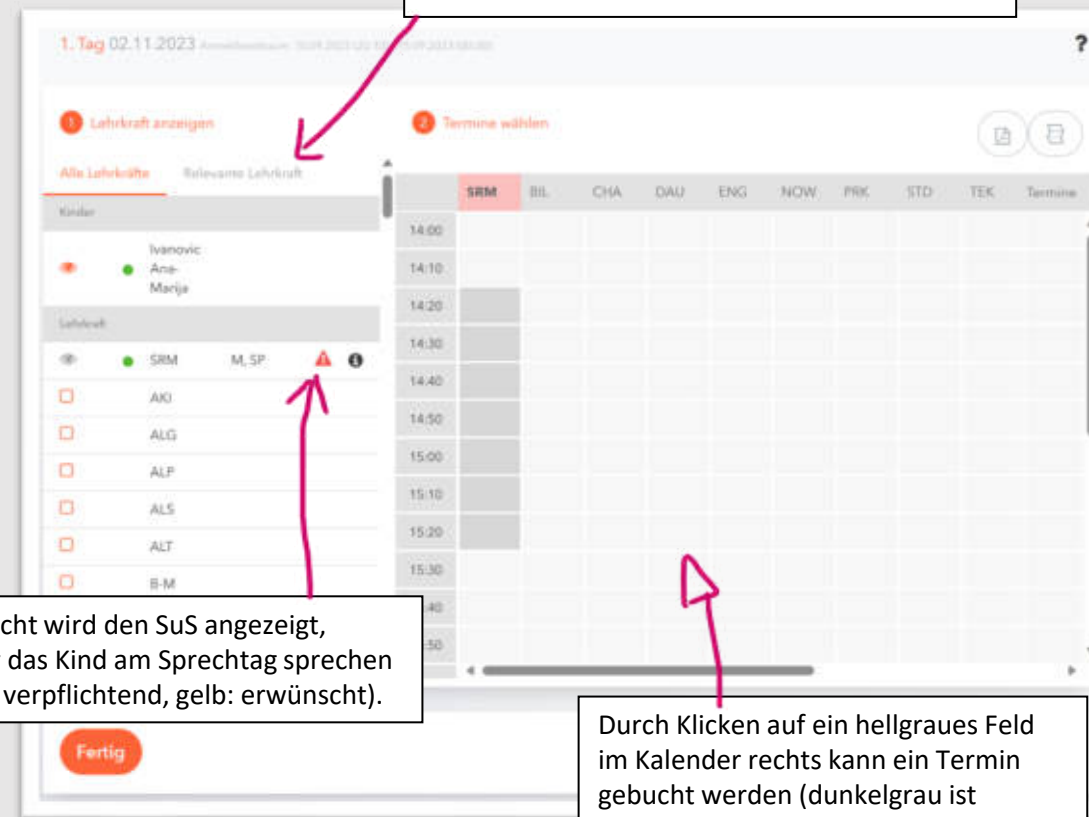 1. Tag 02.11.2023
?
1 Lehrkraft anzeigen
2 Termine wählen
Alle Lehrkräfte Relevante Lehrkraft
SRM BIL CHA DAU ENG NOW PRK STD TEK Termine
Kinder
14:00
Ivanovic
Ana-
Marija
14:10
14:20
Lehrkraft
14:30
SRM M, SP
14:40
AKI
14:50
ALG
15:00
ALP
15:10
ALS
15:20
ALT
15:30
B-M
:40
:50
cht wird den SuS angezeigt,
das Kind am Sprechtag sprechen
verpflichtend, gelb: erwünscht).
Fertig
Durch Klicken auf ein hellgraues Feld
im Kalender rechts kann ein Termin
gebucht werden (dunkelgrau ist